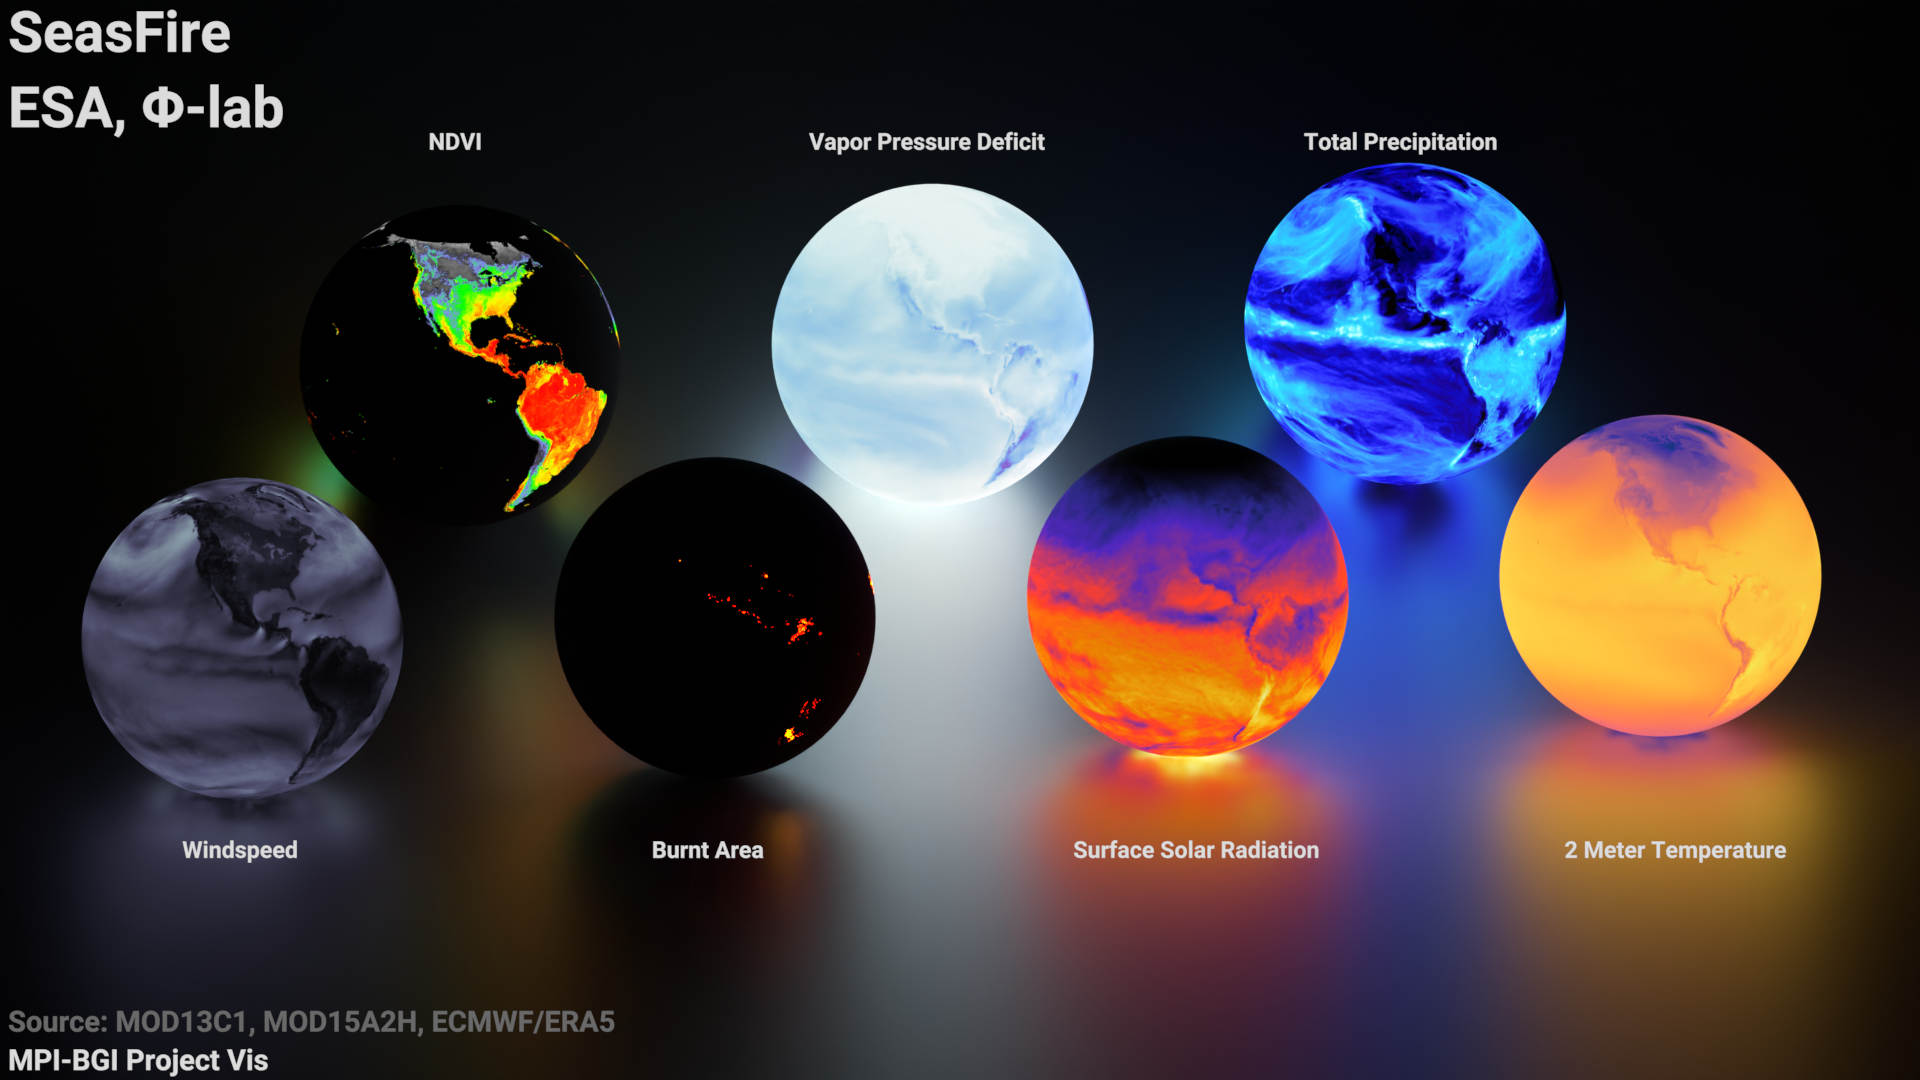 SeasFire
ESA, Φ-lab
NDVI
Vapor Pressure Deficit
Total Precipitation
Windspeed
Burnt Area
Surface Solar Radiation
2 Meter Temperature
Source: MOD13C1, MOD15A2H, ECMWF/ERA5
MPI-BGI Project Vis